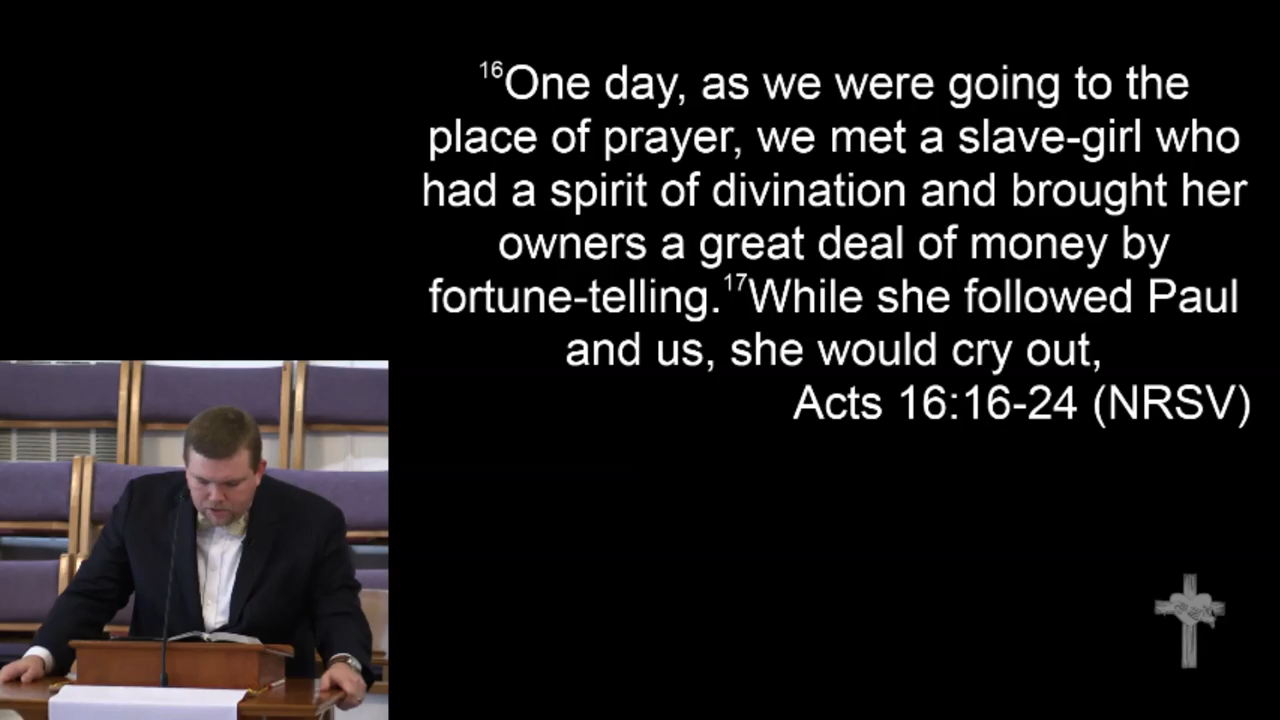 ¹⁶One day, as we were going to the
place of prayer, we met a slave-girl who
had a spirit of divination and brought her
owners a great deal of money by
fortune-telling.¹⁷While she followed Paul
and us, she would cry out,
Acts 16:16-24 (NRSV)